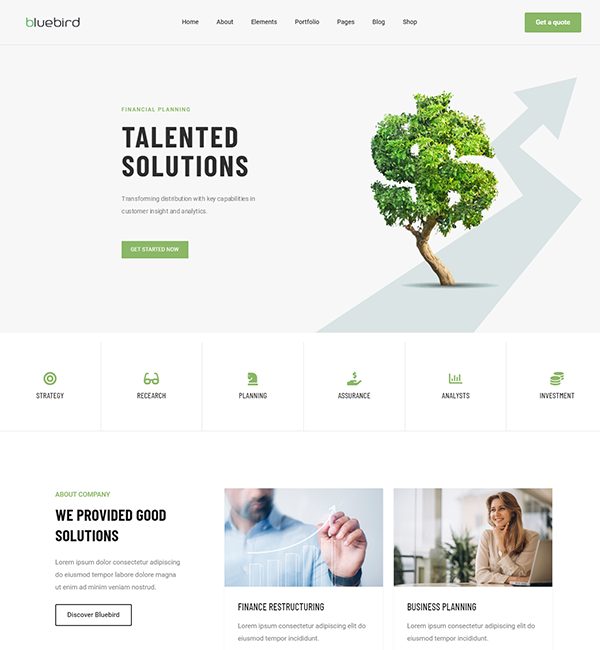 bluebird
Home About Elements Portfolio Pages Blog Shop
Get a quote
FINANCIAL PLANNING
TALENTED
SOLUTIONS
Transforming distribution with key capabilities in
customer insight and analytics.
GET STARTED NOW
STRATEGY
RECEARCH
PLANNING
ASSURANCE
ANALYSTS
INVESTMENT
ABOUT COMPANY
WE PROVIDED GOOD
SOLUTIONS
Lorem ipsum dolor consectetur adipiscing
do eiusmod tempor labore dolore magna
ut enim ad minim veniam nostrud.
Discover Bluebird
FINANCE RESTRUCTURING
Lorem ipsum consectetur adipiscing elit do
eiusmod tempor incididunt.
BUSINESS PLANNING
Lorem ipsum consectetur adipiscing elit do
eiusmod tempor incididunt.